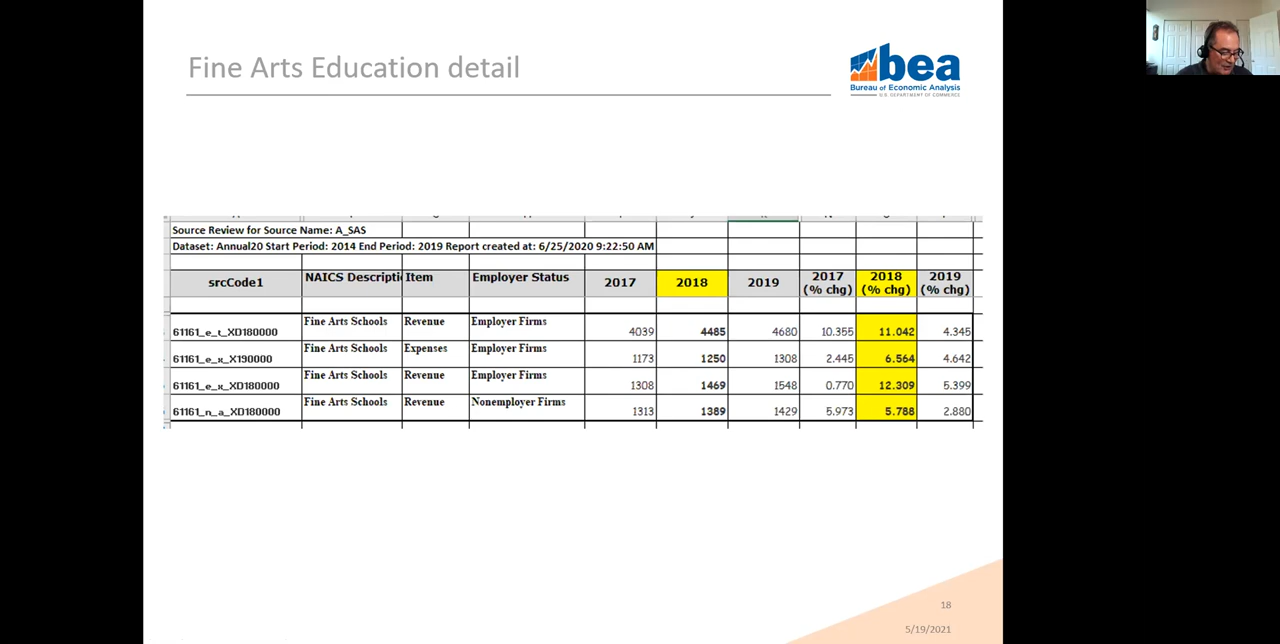 Fine Arts Education detail
bea
Bureau of Economic Analysis
U.S. DEPARTMENT OF COMMERCE
Source Review for Source Name: A_SAS
Dataset: Annual20 Start Period: 2014 End Period: 2019 Report created at: 6/25/2020 9:22:50 AM
srcCode1 NAICS Descripti Item Employer Status 2017 2018 2019 2017 (% chg) 2018 (% chg) 2019 (% chg)
61161_e_t_XD180000 Fine Arts Schools Revenue Employer Firms 4039 4485 4680 10.355 11.042 4.345
61161_e_x_X190000 Fine Arts Schools Expenses Employer Firms 1173 1250 1308 2.445 6.564 4.642
61161_e_x_XD180000 Fine Arts Schools Revenue Employer Firms 1308 1469 1548 0.770 12.309 5.399
61161_n_a_XD180000 Fine Arts Schools Revenue Nonemployer Firms 1313 1389 1429 5.973 5.788 2.880
18
5/19/2021